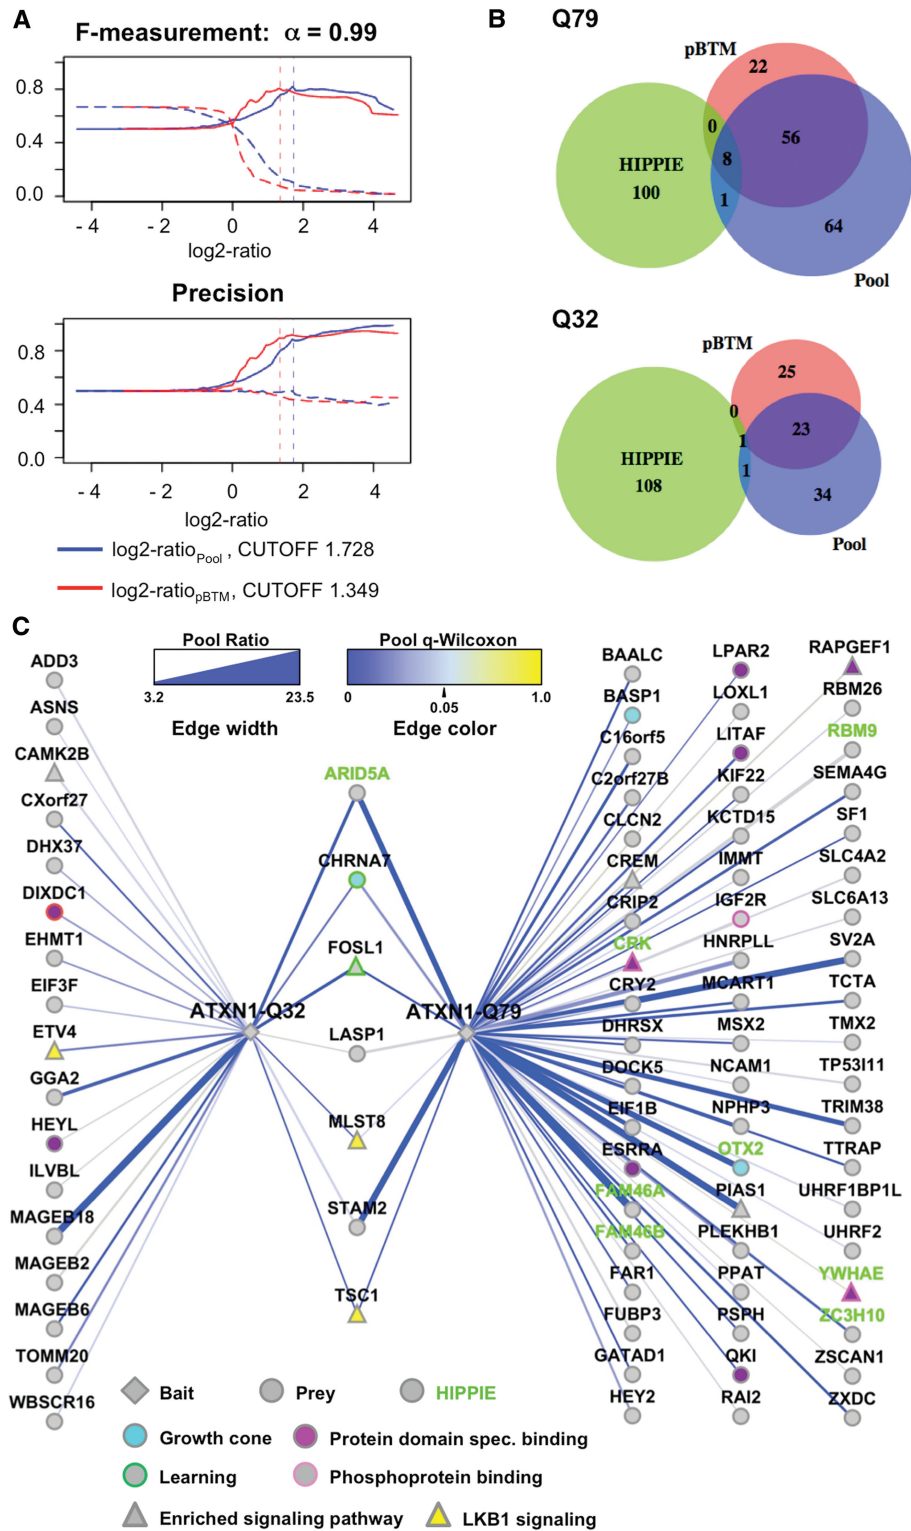 A
F-measurement: α = 0.99
0.8
0.4
0.0
- 4
- 2
0
2
4
log2-ratio
Precision
0.8
0.4
0.0
- 4
- 2
0
2
4
log2-ratio
log2-ratioPool , CUTOFF 1.728
log2-ratiopBTM, CUTOFF 1.349
B
Q79
pBTM
22
0
56
HIPPIE
8
100
1
64
Pool
Q32
pBTM
25
0
23
1
HIPPIE
1
108
34
Pool
C
Pool Ratio
3.2
23.5
Edge width
Pool q-Wilcoxon
0
0.05
1.0
Edge color
ADD3
ASNS
CAMK2B
CXorf27
DHX37
DIXDC1
EHMT1
EIF3F
ETV4
GGA2
HEYL
ILVBL
MAGEB18
MAGEB2
MAGEB6
TOMM20
WBSCR16
ATXN1-Q32
ARID5A
CHRNA7
FOSL1
LASP1
MLST8
STAM2
TSC1
ATXN1-Q79
BAALC
BASP1
C16orf5
C2orf27B
CLCN2
CREM
CRIP2
CRK
CRY2
DHRSX
DOCK5
EIF1B
ESRRA
FAM46A
FAM46B
FAR1
FUBP3
GATAD1
HEY2
LPAR2
LOXL1
LITAF
KIF22
KCTD15
IMMT
IGF2R
HNRPLL
MCART1
MSX2
NCAM1
NPHP3
OTX2
PIAS1
PLEKHB1
PPAT
PSPH
QKI
RAI2
RAPGEF1
RBM26
RBM9
SEMA4G
SF1
SLC4A2
SLC6A13
SV2A
TCTA
TMX2
TP53I11
TRIM38
TTRAP
UHRF1BP1L
UHRF2
YWHAE
ZC3H10
ZSCAN1
ZXDC
Bait
Prey
HIPPIE
Growth cone
Protein domain spec. binding
Learning
Phosphoprotein binding
Enriched signaling pathway
LKB1 signaling